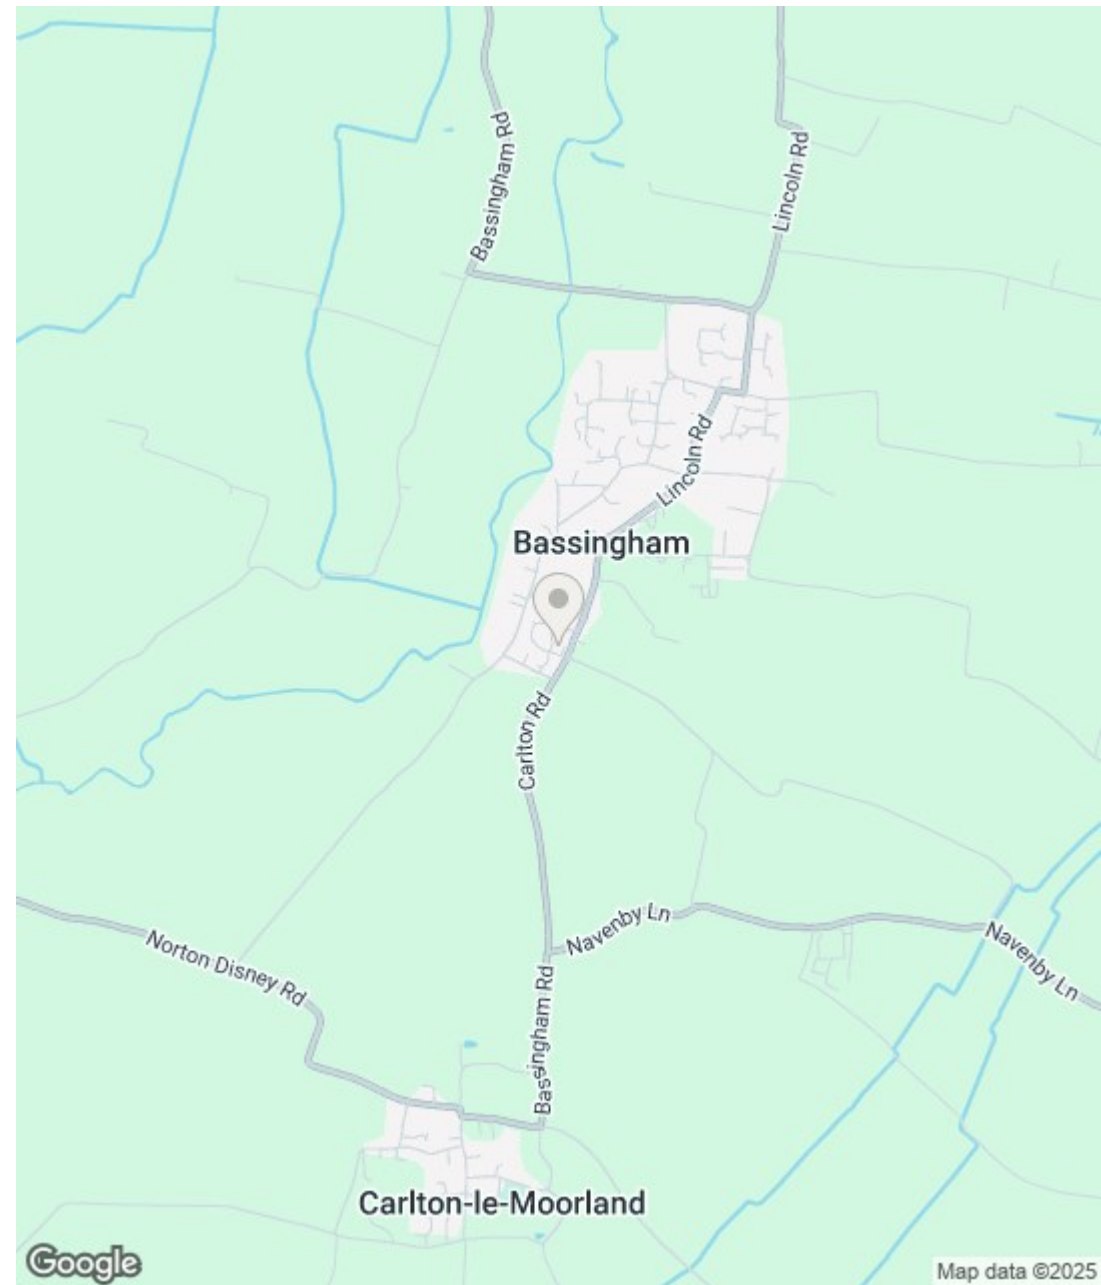 Bassingham Rd
Lincoln Rd
Lincoln Rd
Bassingham
Carlton Rd
Navenby Ln
Navenby Ln
Norton Disney Rd
Bassingham Rd
Carlton-le-Moorland
Google
Map data ©2025